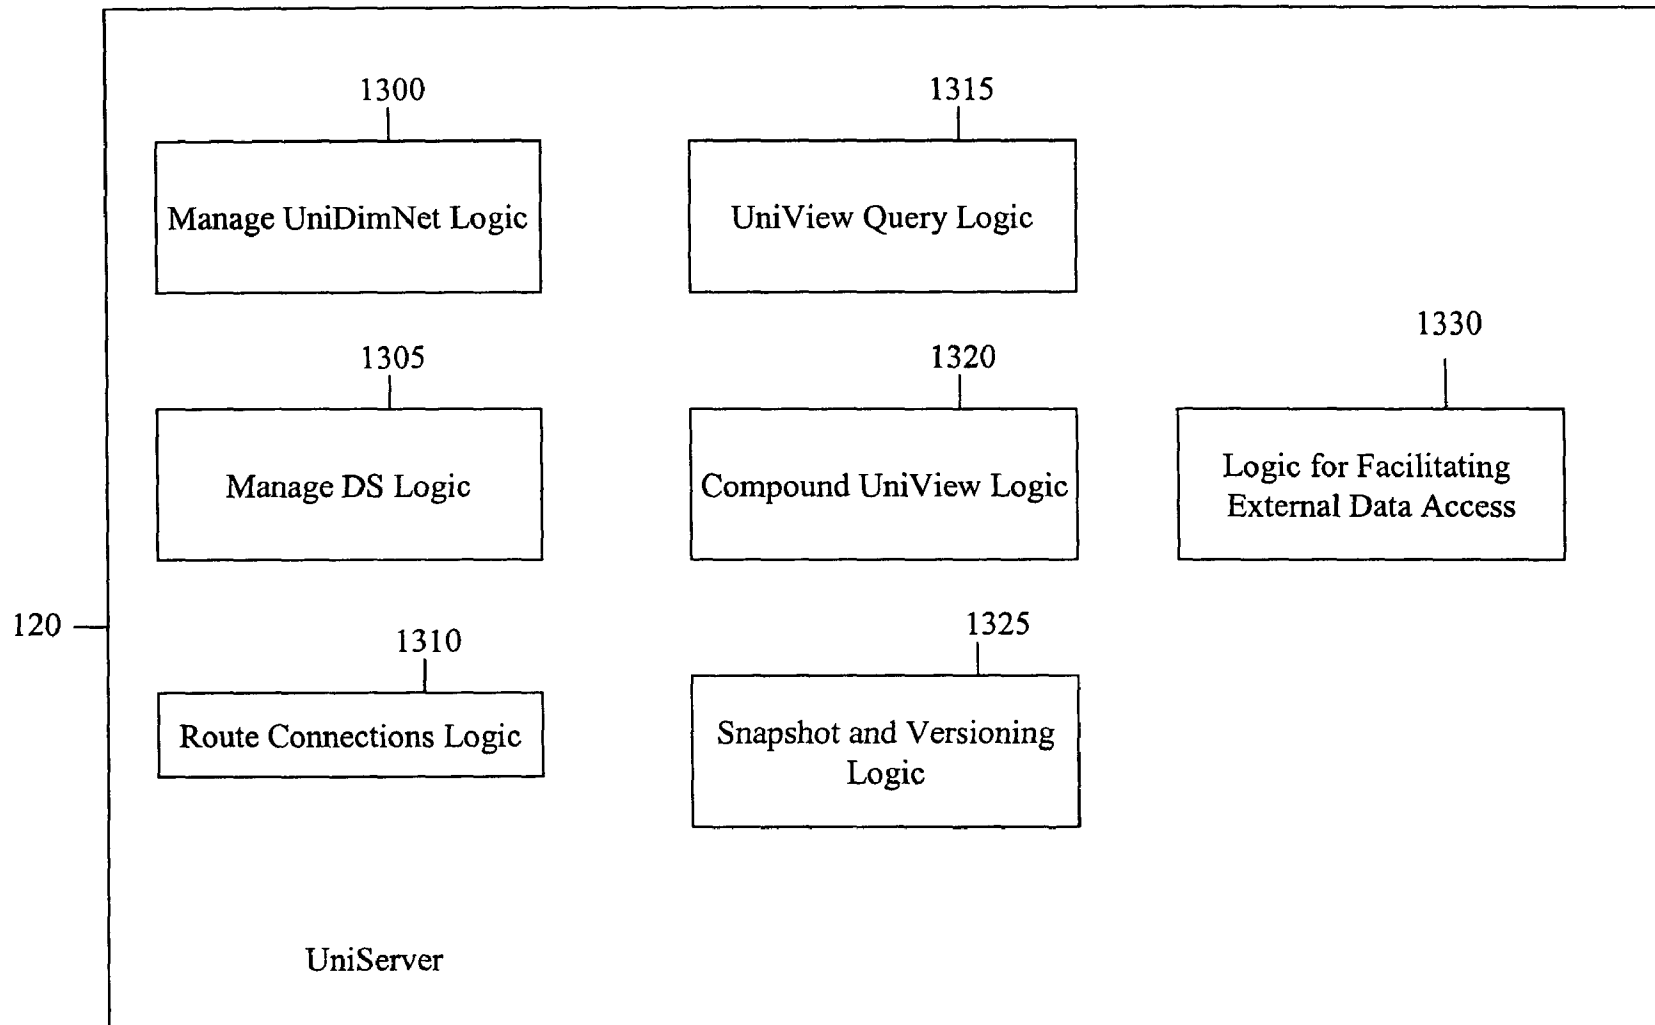 1300
1315
Manage UniDimNet Logic
UniView Query Logic
1330
1305
1320
Manage DS Logic
Compound UniView Logic
Logic for Facilitating
External Data Access
120
1310
1325
Route Connections Logic
Snapshot and Versioning
Logic
UniServer